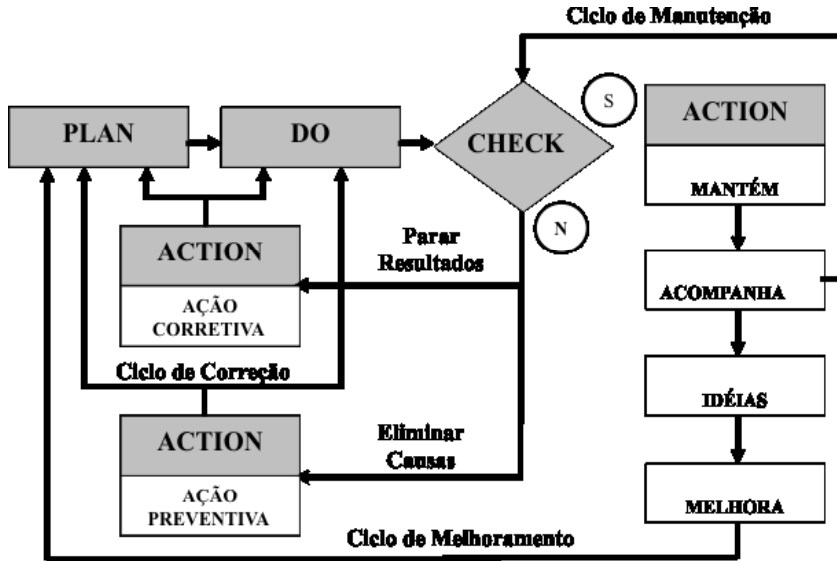 Ciclo de Manutenção
PLAN
DO
CHECK
S
N
ACTION
MANTÉM
ACOMPANHA
IDÉIAS
MELHORA
Parar
Resultados
ACTION
AÇÃO
CORRETIVA
Ciclo de Correção
Eliminar
Causas
ACTION
AÇÃO
PREVENTIVA
Ciclo de Melhoramento